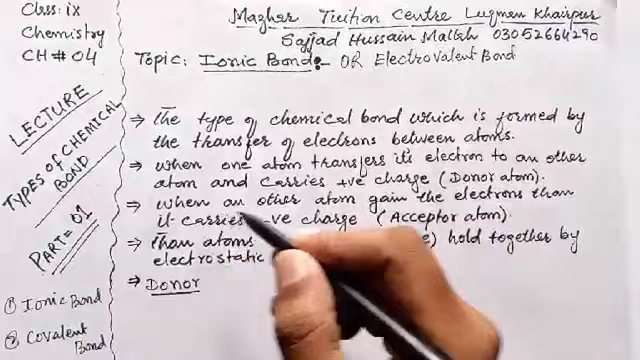 Class: ix
Chemistry
CH # 04
LECTURE
TYPES OF CHEMICAL
BOND
PART= 01
① Ionic Bond
② Covalent
Bond
Mazhar Tuition Centre Luqman Khairpur
Sajjad Hussain Mallah 03052664290
Topic: Ionic Bond:- OR Electrovalent Bond
⇒ The type of chemical bond which is formed by
the transfer of electrons between atoms.
⇒ When one atom transfers it's electron to an other
atom and carries +ve charge (Donor atom).
⇒ When an other atom gain the electrons than
it carries -ve charge (Acceptor atom).
⇒ Than atoms hold together by
electrostatic
⇒ Donor